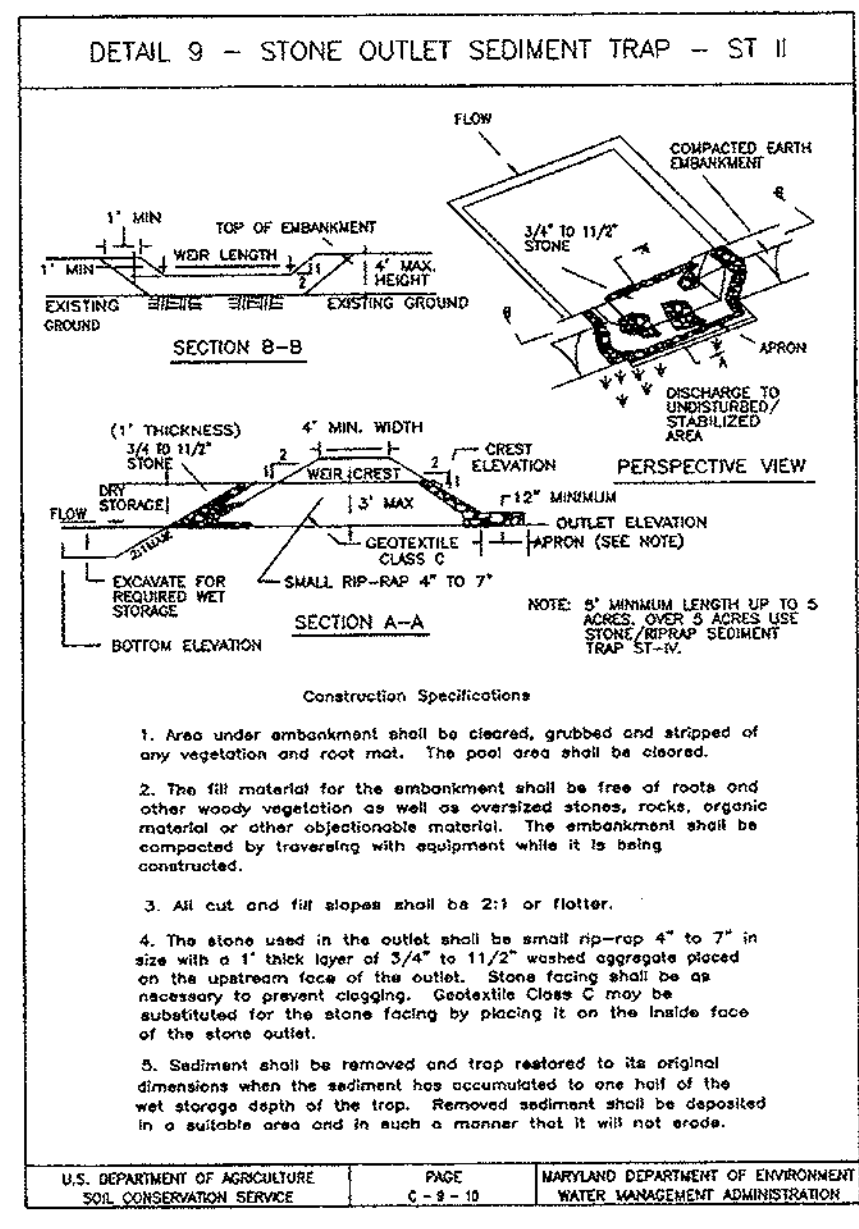 DETAIL 9 - STONE OUTLET SEDIMENT TRAP - ST II
FLOW
COMPACTED EARTH
EMBANKMENT
1' MIN
TOP OF EMBANKMENT
WEIR LENGTH
1' MIN
1
2
4' MAX.
HEIGHT
EXISTING
GROUND
EXISTING GROUND
SECTION B-B
3/4" TO 11/2"
STONE
A
B
B
A
APRON
DISCHARGE TO
UNDISTURBED/
STABILIZED
AREA
PERSPECTIVE VIEW
(1' THICKNESS)
3/4 TO 11/2"
STONE
4' MIN. WIDTH
2
1
2
1
CREST
ELEVATION
WEIR CREST
DRY
STORAGE
3' MAX
12" MINIMUM
FLOW
OUTLET ELEVATION
GEOTEXTILE
CLASS C
APRON (SEE NOTE)
2:1 MAX
EXCAVATE FOR
REQUIRED WET
STORAGE
SMALL RIP-RAP 4" TO 7"
SECTION A-A
BOTTOM ELEVATION
NOTE: 5' MINIMUM LENGTH UP TO 5
ACRES. OVER 5 ACRES USE
STONE/RIPRAP SEDIMENT
TRAP ST-IV.
Construction Specifications
1. Area under embankment shall be cleared, grubbed and stripped of
any vegetation and root mat. The pool area shall be cleared.
2. The fill material for the embankment shall be free of roots and
other woody vegetation as well as oversized stones, rocks, organic
material or other objectionable material. The embankment shall be
compacted by traversing with equipment while it is being
constructed.
3. All cut and fill slopes shall be 2:1 or flatter.
4. The stone used in the outlet shall be small rip-rap 4" to 7" in
size with a 1' thick layer of 3/4" to 11/2" washed aggregate placed
on the upstream face of the outlet. Stone facing shall be as
necessary to prevent clogging. Geotextile Class C may be
substituted for the stone facing by placing it on the inside face
of the stone outlet.
5. Sediment shall be removed and trap restored to its original
dimensions when the sediment has accumulated to one half of the
wet storage depth of the trap. Removed sediment shall be deposited
in a suitable area and in such a manner that it will not erode.
U.S. DEPARTMENT OF AGRICULTURE
SOIL CONSERVATION SERVICE
PAGE
C - 9 - 10
MARYLAND DEPARTMENT OF ENVIRONMENT
WATER MANAGEMENT ADMINISTRATION